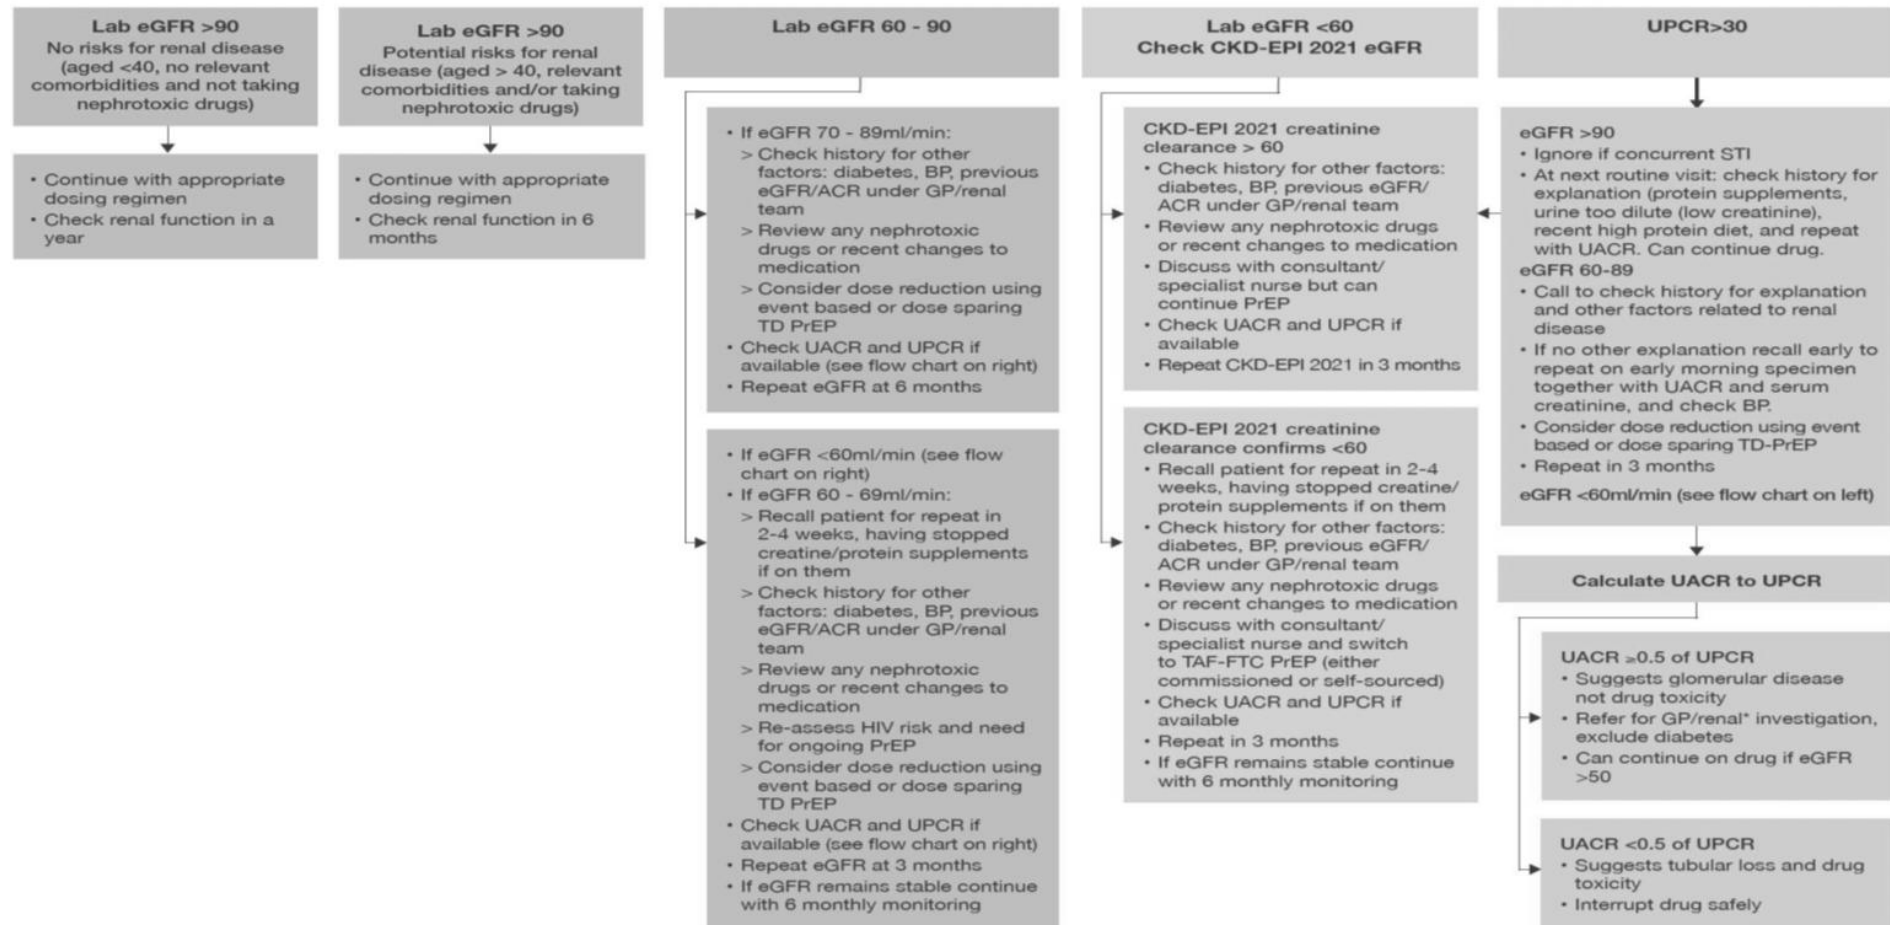 Lab eGFR >90
No risks for renal disease
(aged <40, no relevant
comorbidities and not taking
nephrotoxic drugs)
• Continue with appropriate
dosing regimen
• Check renal function in a
year
Lab eGFR >90
Potential risks for renal
disease (aged > 40, relevant
comorbidities and/or taking
nephrotoxic drugs)
• Continue with appropriate
dosing regimen
• Check renal function in 6
months
Lab eGFR 60 - 90
• If eGFR 70 - 89ml/min:
> Check history for other
factors: diabetes, BP, previous
eGFR/ACR under GP/renal
team
> Review any nephrotoxic
drugs or recent changes to
medication
> Consider dose reduction using
event based or dose sparing
TD PrEP
• Check UACR and UPCR if
available (see flow chart on right)
• Repeat eGFR at 6 months
• If eGFR <60ml/min (see flow
chart on right)
• If eGFR 60 - 69ml/min:
> Recall patient for repeat in
2-4 weeks, having stopped
creatine/protein supplements
if on them
> Check history for other
factors: diabetes, BP, previous
eGFR/ACR under GP/renal
team
> Review any nephrotoxic
drugs or recent changes to
medication
> Re-assess HIV risk and need
for ongoing PrEP
> Consider dose reduction using
event based or dose sparing
TD PrEP
• Check UACR and UPCR if
available (see flow chart on right)
• Repeat eGFR at 3 months
• If eGFR remains stable continue
with 6 monthly monitoring
Lab eGFR <60
Check CKD-EPI 2021 eGFR
CKD-EPI 2021 creatinine
clearance > 60
• Check history for other factors:
diabetes, BP, previous eGFR/
ACR under GP/renal team
• Review any nephrotoxic drugs
or recent changes to medication
• Discuss with consultant/
specialist nurse but can
continue PrEP
• Check UACR and UPCR if
available
• Repeat CKD-EPI 2021 in 3 months
CKD-EPI 2021 creatinine
clearance confirms <60
• Recall patient for repeat in 2-4
weeks, having stopped creatine/
protein supplements if on them
• Check history for other factors:
diabetes, BP, previous eGFR/
ACR under GP/renal team
• Review any nephrotoxic drugs
or recent changes to medication
• Discuss with consultant/
specialist nurse and switch
to TAF-FTC PrEP (either
commissioned or self-sourced)
• Check UACR and UPCR if
available
• Repeat in 3 months
• If eGFR remains stable continue
with 6 monthly monitoring
UPCR>30
eGFR >90
• Ignore if concurrent STI
• At next routine visit: check history for
explanation (protein supplements,
urine too dilute (low creatinine),
recent high protein diet, and repeat
with UACR. Can continue drug.
eGFR 60-89
• Call to check history for explanation
and other factors related to renal
disease
• If no other explanation recall early to
repeat on early morning specimen
together with UACR and serum
creatinine, and check BP.
• Consider dose reduction using event
based or dose sparing TD-PrEP
• Repeat in 3 months
eGFR <60ml/min (see flow chart on left)
Calculate UACR to UPCR
UACR ≥0.5 of UPCR
• Suggests glomerular disease
not drug toxicity
• Refer for GP/renal* investigation,
exclude diabetes
• Can continue on drug if eGFR
>50
UACR <0.5 of UPCR
• Suggests tubular loss and drug
toxicity
• Interrupt drug safely